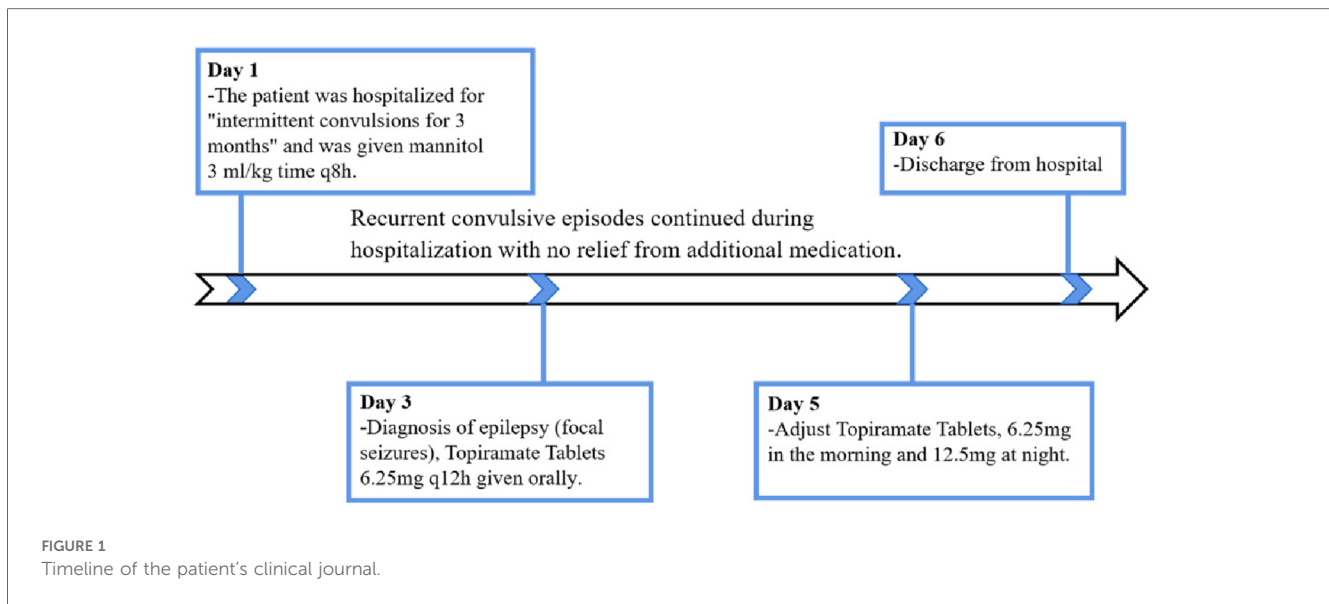 Day 1
-The patient was hospitalized for
"intermittent convulsions for 3
months" and was given mannitol
3 ml/kg time q8h.
Day 6
-Discharge from hospital
Recurrent convulsive episodes continued during
hospitalization with no relief from additional medication.
Day 3
-Diagnosis of epilepsy (focal
seizures), Topiramate Tablets
6.25mg q12h given orally.
Day 5
-Adjust Topiramate Tablets, 6.25mg
in the morning and 12.5mg at night.
FIGURE 1
Timeline of the patient's clinical journal.